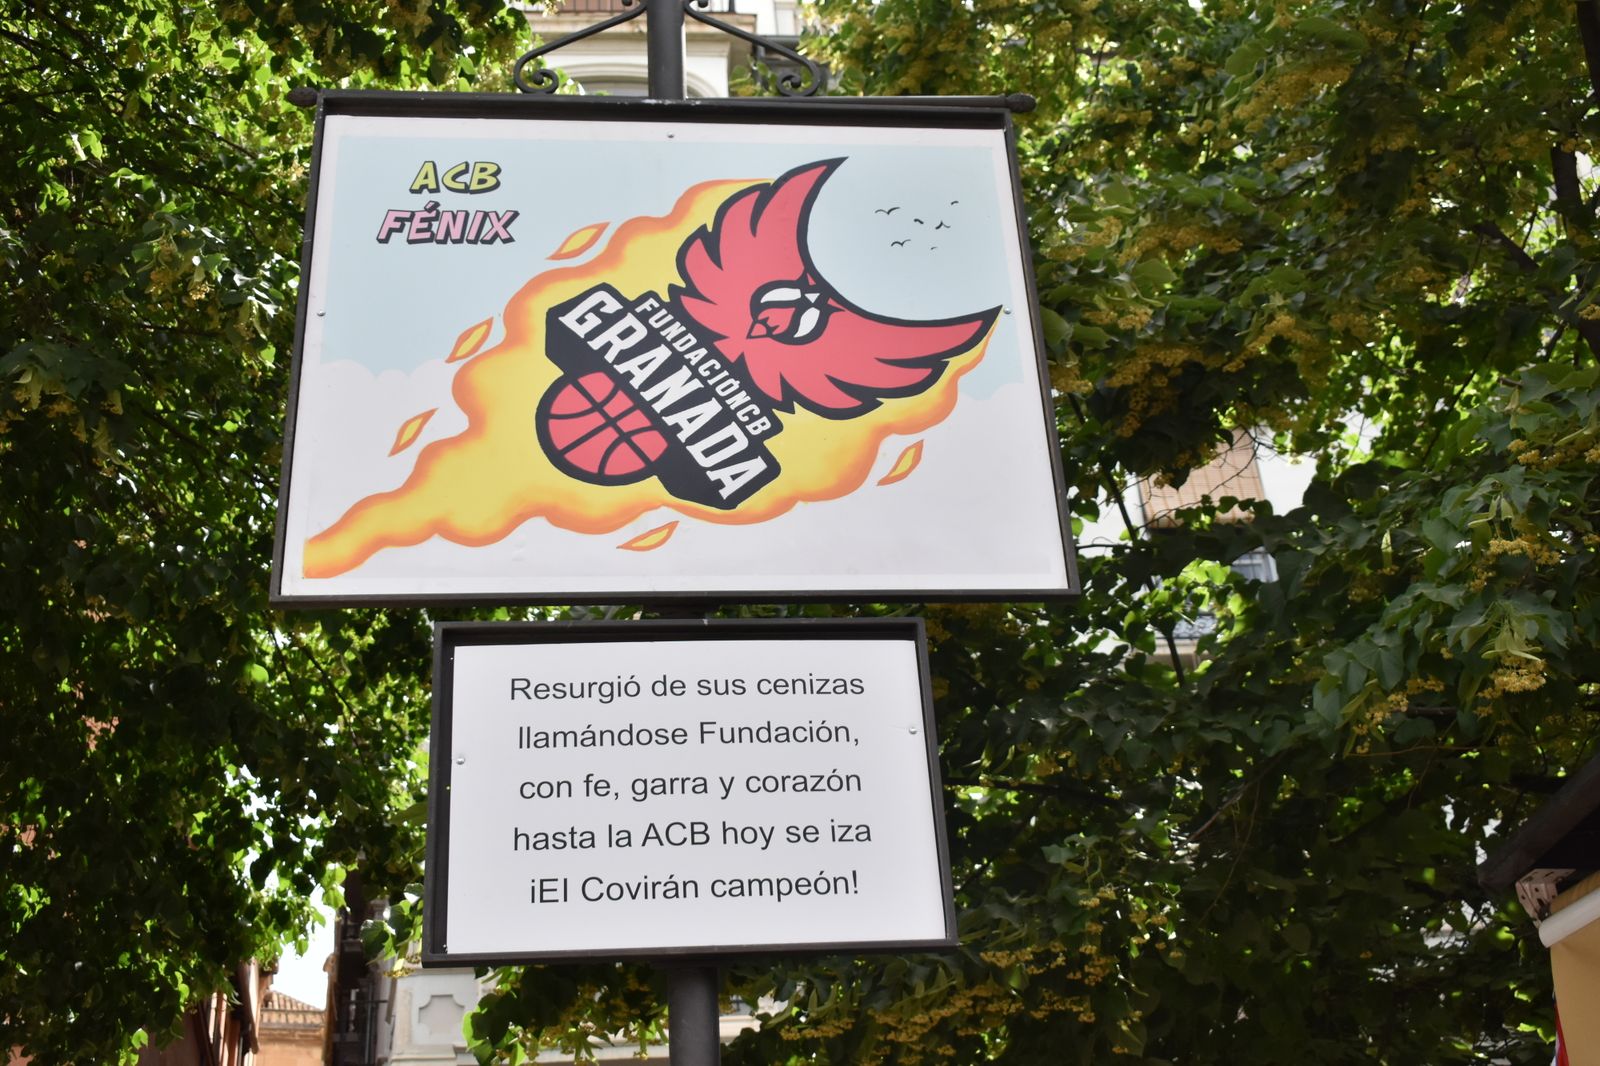 ACB
FÉNIX
FUNDACIÓNCB
GRANADA
Resurgió de sus cenizas
llamándose Fundación,
con fe, garra y corazón
hasta la ACB hoy se iza
¡El Covirán campeón!